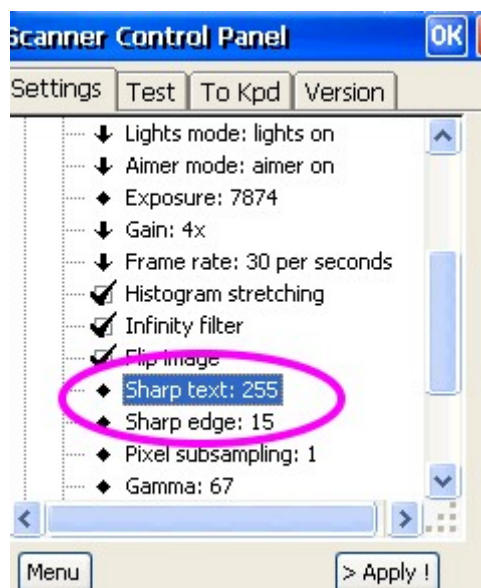 Scanner Control Panel OK
Settings Test To Kpd Version
Lights mode: lights on
Aimer mode: aimer on
Exposure: 7874
Gain: 4x
Frame rate: 30 per seconds
Histogram stretching
Infinity filter
Flip image
Sharp text: 255
Sharp edge: 15
Pixel subsampling: 1
Gamma: 67
Menu > Apply !